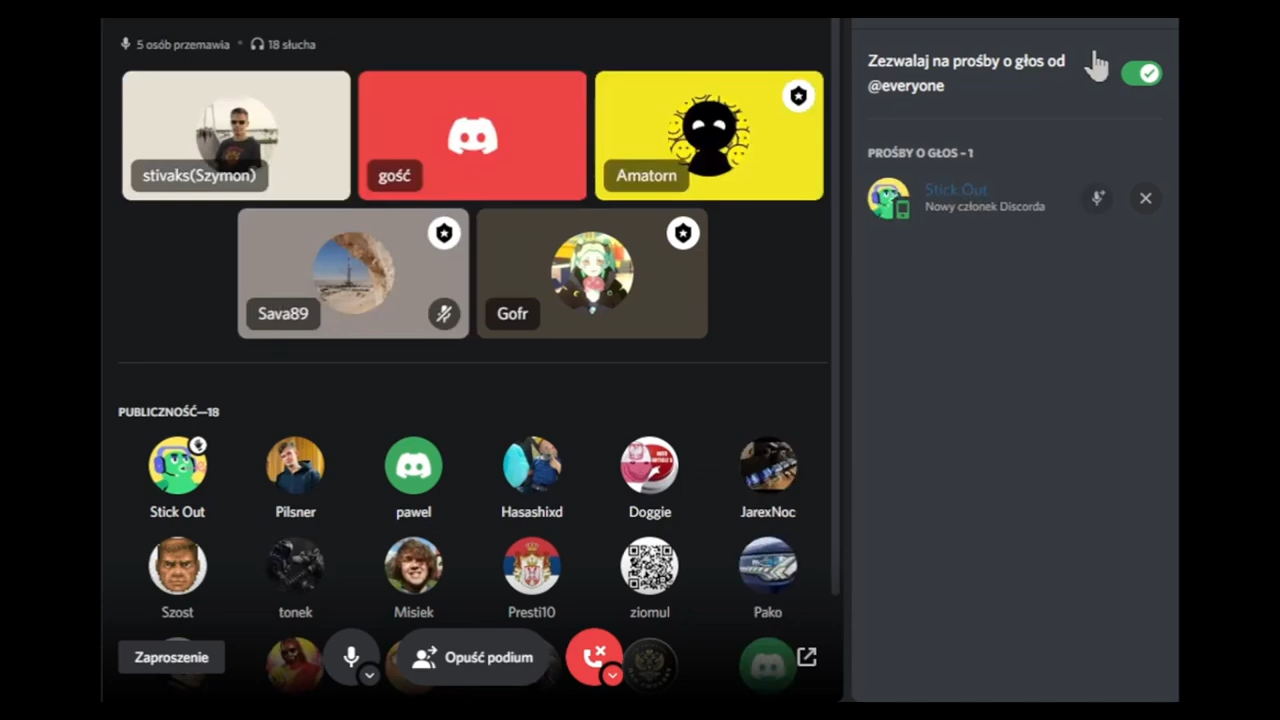 5 osób przemawia • 18 słucha
stivaks(Szymon)
gość
Amatorn
Sava89
Gofr
PUBLICZNOŚĆ—18
Stick Out
Pilsner
pawel
Hasashixd
Doggie
JarexNoc
Szost
tonek
Misiek
Presti10
ziomul
Pako
Zaproszenie
Opuść podium
Zezwalaj na prośby o głos od
@everyone
PROŚBY O GŁOS – 1
Stick Out
Nowy członek Discorda